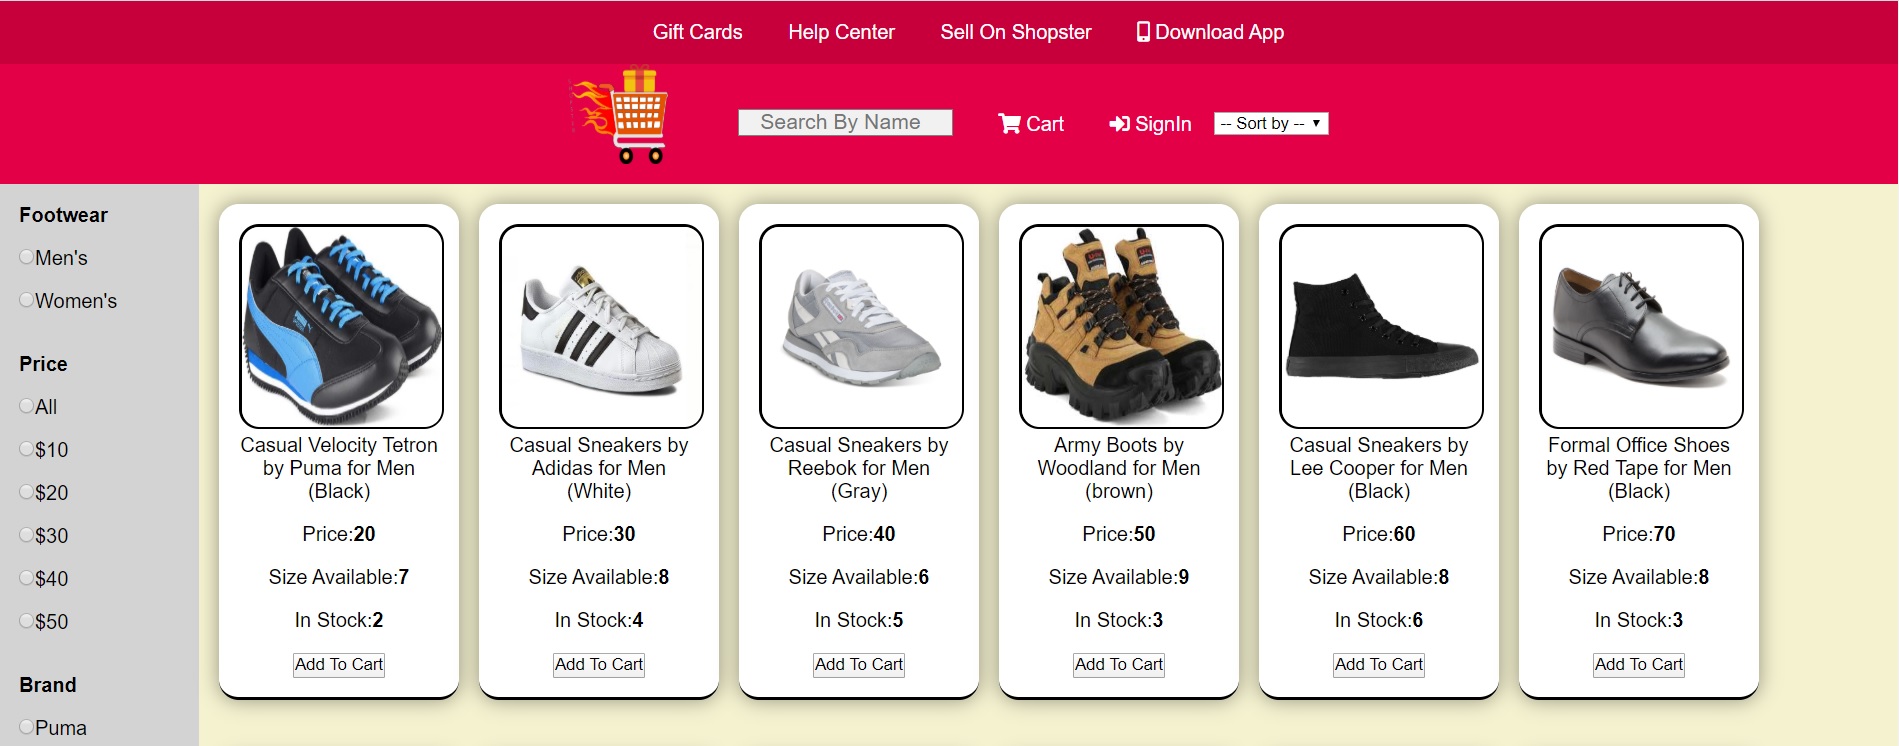 Gift Cards
Help Center
Sell On Shopster
Download App
Search By Name
Cart
SignIn
-- Sort by --
Footwear
Men's
Women's
Price
All
$10
$20
$30
$40
$50
Brand
Puma
Casual Velocity Tetron
by Puma for Men
(Black)
Price:20
Size Available:7
In Stock:2
Add To Cart
Casual Sneakers by
Adidas for Men
(White)
Price:30
Size Available:8
In Stock:4
Add To Cart
Casual Sneakers by
Reebok for Men
(Gray)
Price:40
Size Available:6
In Stock:5
Add To Cart
Army Boots by
Woodland for Men
(brown)
Price:50
Size Available:9
In Stock:3
Add To Cart
Casual Sneakers by
Lee Cooper for Men
(Black)
Price:60
Size Available:8
In Stock:6
Add To Cart
Formal Office Shoes
by Red Tape for Men
(Black)
Price:70
Size Available:8
In Stock:3
Add To Cart